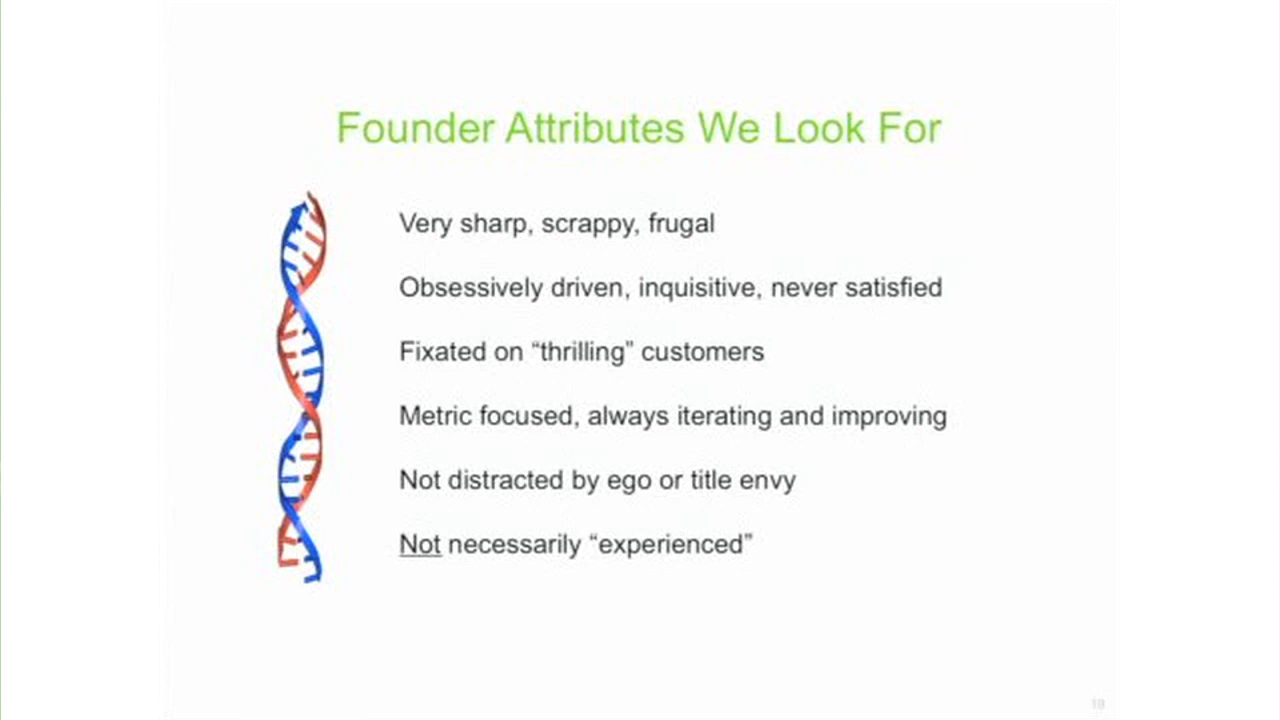 Founder Attributes We Look For
Very sharp, scrappy, frugal
Obsessively driven, inquisitive, never satisfied
Fixated on “thrilling” customers
Metric focused, always iterating and improving
Not distracted by ego or title envy
Not necessarily “experienced”